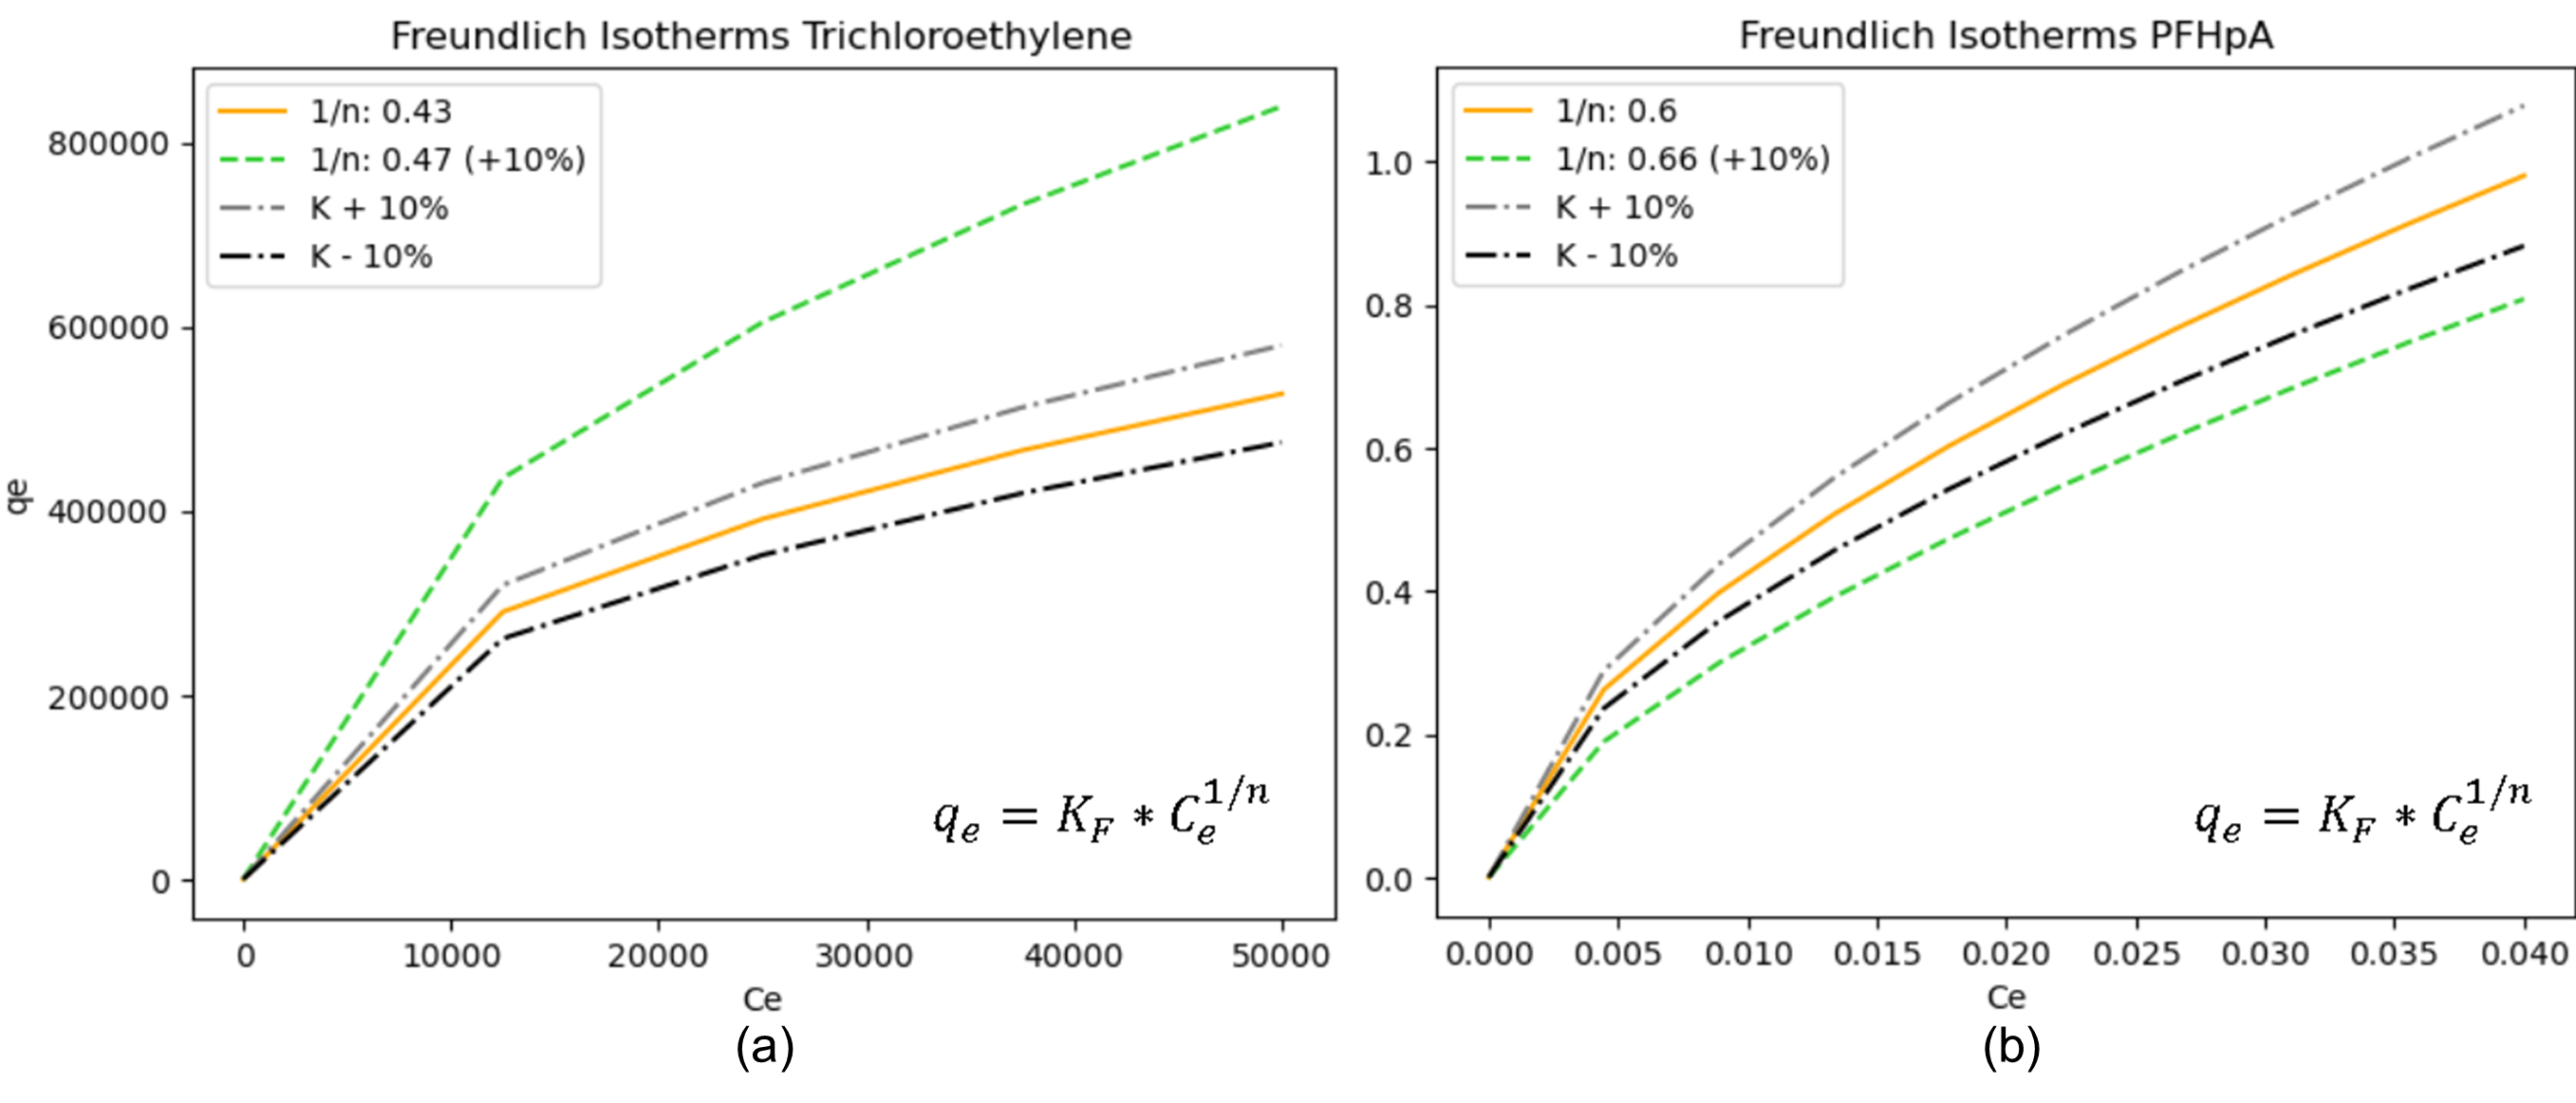 Freundlich Isotherms Trichloroethylene
1/n: 0.43
1/n: 0.47 (+10%)
K + 10%
K - 10%
800000
600000
400000
200000
0
qe
q_e = K_F * C_e^{1/n}
0 10000 20000 30000 40000 50000
Ce
(a)
Freundlich Isotherms PFHpA
1/n: 0.6
1/n: 0.66 (+10%)
K + 10%
K - 10%
1.0
0.8
0.6
0.4
0.2
0.0
q_e = K_F * C_e^{1/n}
0.000 0.005 0.010 0.015 0.020 0.025 0.030 0.035 0.040
Ce
(b)